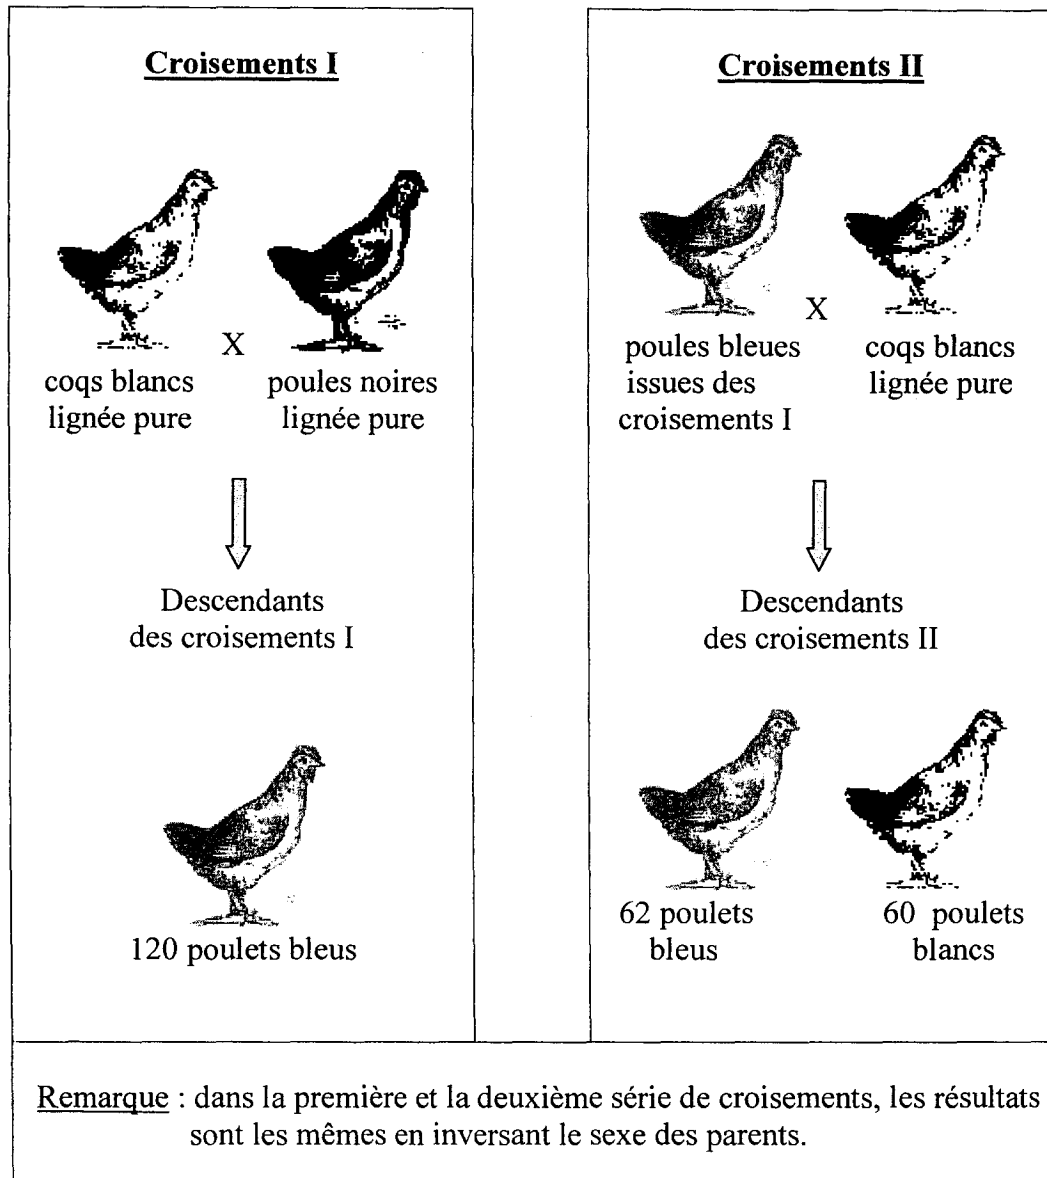 Croisements I
X
coqs blancs
lignée pure
poules noires
lignée pure
Descendants
des croisements I
120 poulets bleus
Croisements II
X
poules bleues
issues des
croisements I
coqs blancs
lignée pure
Descendants
des croisements II
62 poulets
bleus
60 poulets
blancs
Remarque : dans la première et la deuxième série de croisements, les résultats
sont les mêmes en inversant le sexe des parents.